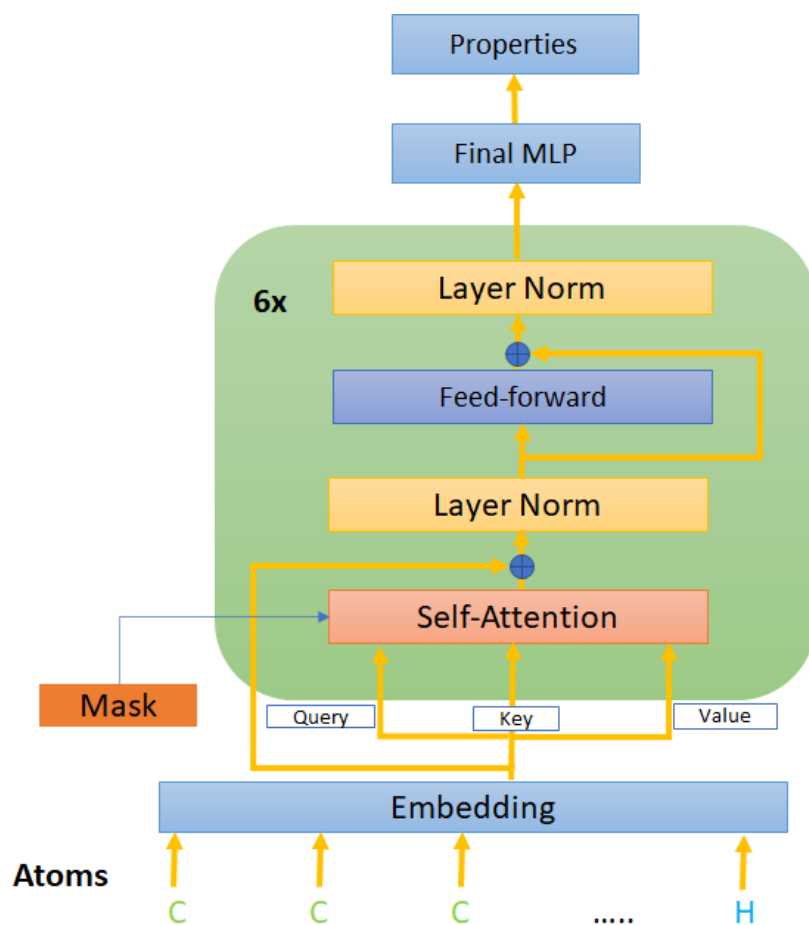 Properties
Final MLP
6x
Layer Norm
Feed-forward
Layer Norm
Self-Attention
Mask
Query
Key
Value
Embedding
Atoms
C C C ..... H